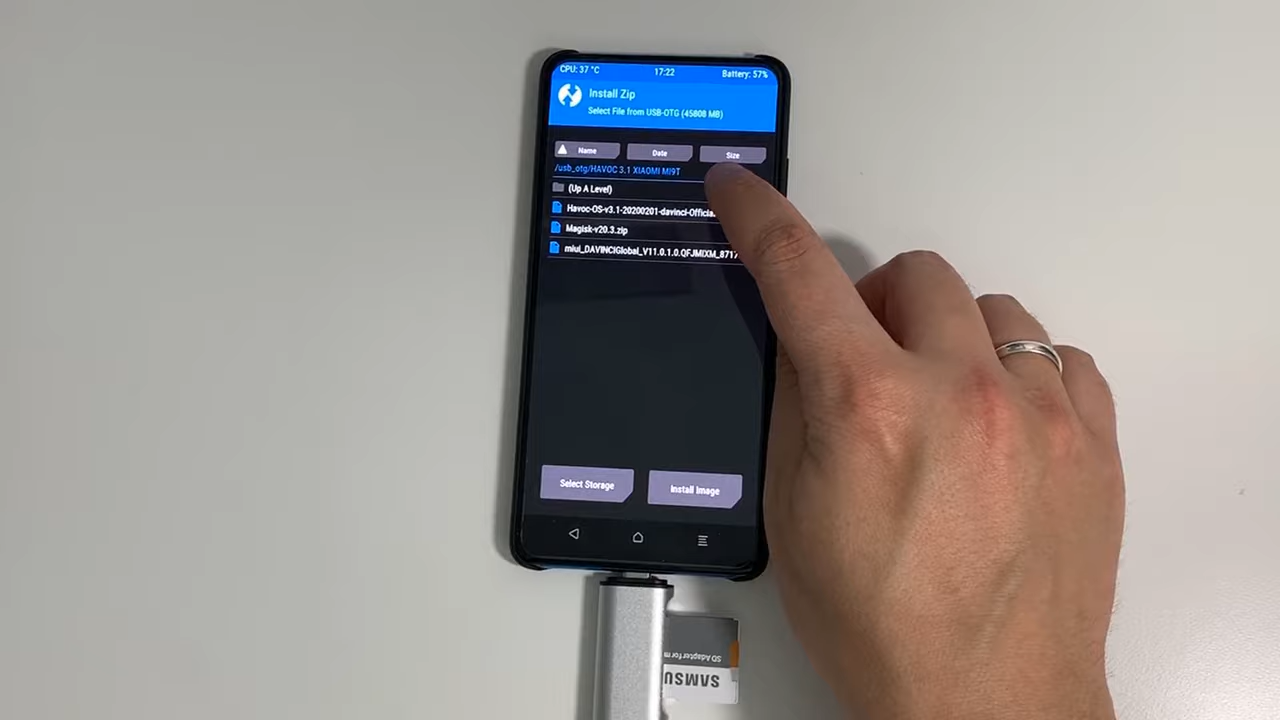 CPU: 37 °C 17:22 Battery: 57%
Install Zip
Select File from USB-OTG (45808 MB)
Name Date Size
/usb_otg/HAVOC 3.1 XIAOMI MI9T
(Up A Level)
Havoc-OS-v3.1-20200201-davinci-Officia
Magisk-v20.3.zip
miui_DAVINCIGlobal_V11.0.1.0.QFJMIXM_8717
Select Storage Install Image
SD Adapter for m
SAMSU